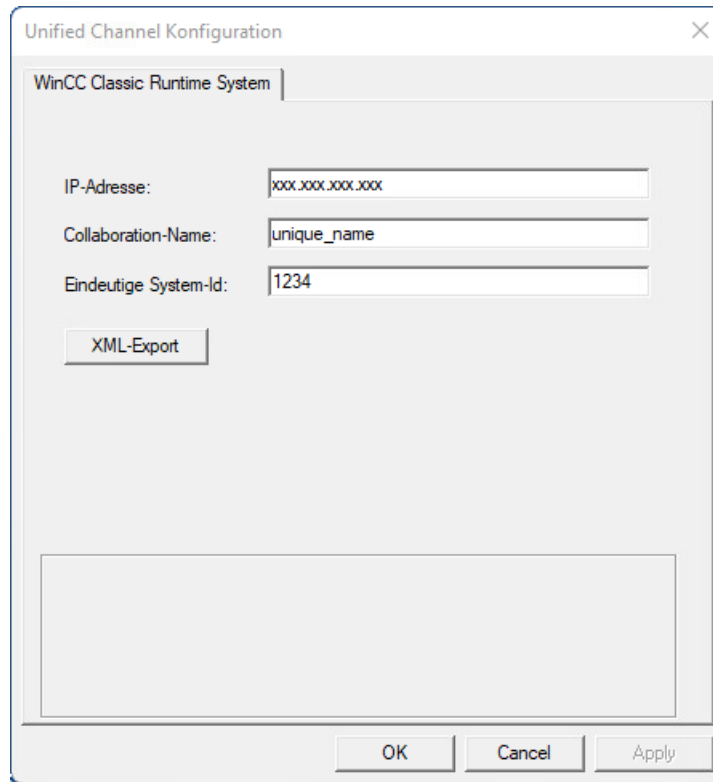 Unified Channel Konfiguration
WinCC Classic Runtime System
IP-Adresse: xxx.xxx.xxx.xxx
Collaboration-Name: unique_name
Eindeutige System-Id: 1234
XML-Export
OK Cancel Apply